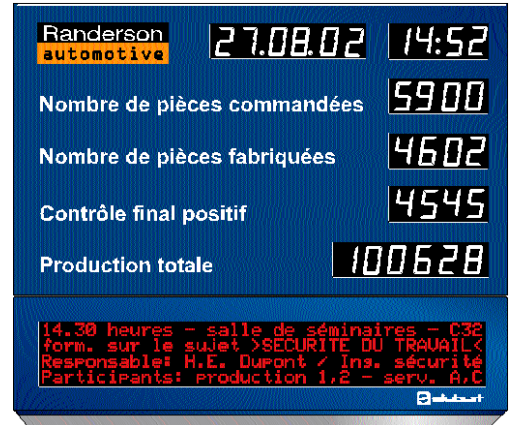 Randerson
automotive
27.08.02 14:52
Nombre de pièces commandées 5900
Nombre de pièces fabriquées 4602
Contrôle final positif 4545
Production totale 100628
14.30 heures - salle de séminaires - C32
form. sur le sujet >SECURITE DU TRAVAIL<
Responsable: H.E. Dupont / Ing. sécurité
Participants: production 1,2 - serv. A,C